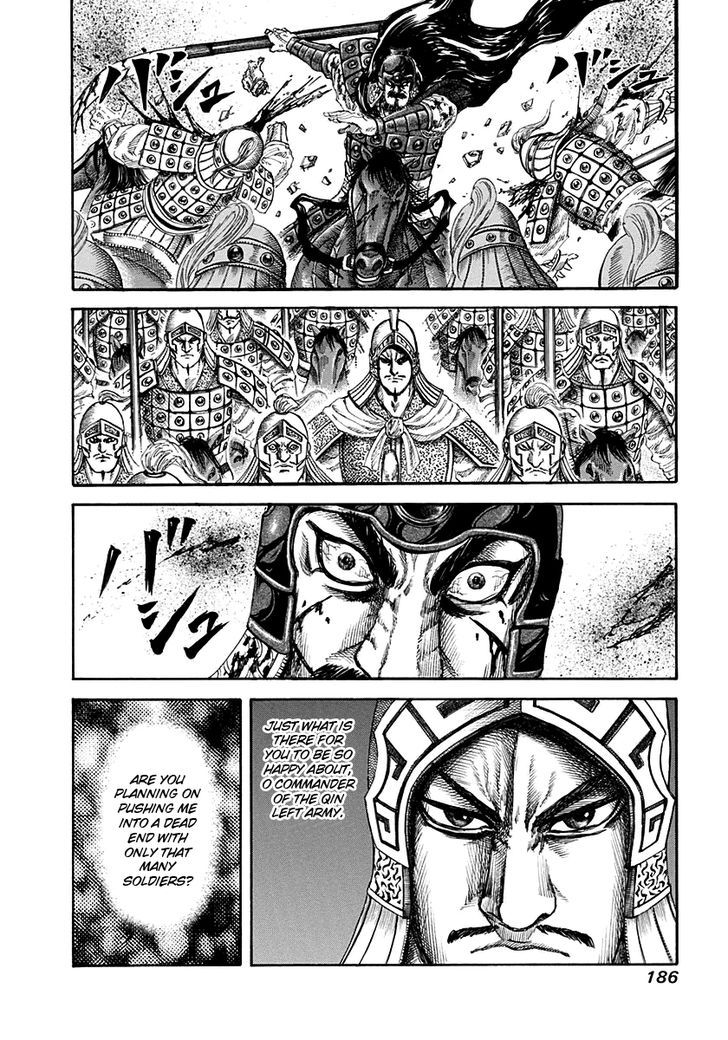 バシュ
バシュ
バシュ
JUST WHAT IS
THERE FOR
YOU TO BE SO
HAPPY ABOUT,
O COMMANDER
OF THE QIN
LEFT ARMY.
ARE YOU
PLANNING ON
PUSHING ME
INTO A DEAD
END WITH
ONLY THAT
MANY
SOLDIERS?
186